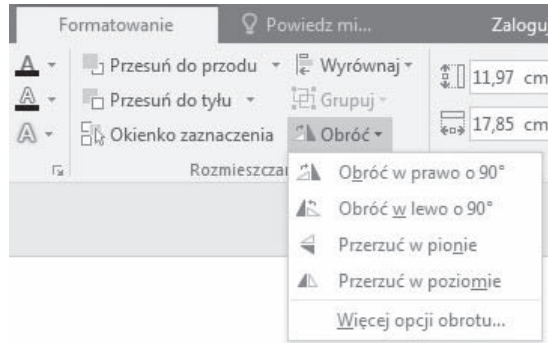 Formatowanie Powiedz mi... Zalogu
A Przesuń do przodu Wyrównaj 11,97 cm
A Przesuń do tyłu Grupuj
A Okienko zaznaczenia Obróć 17,85 cm
Rozmieszcza
Obróć w prawo o 90°
Obróć w lewo o 90°
Przerzuć w pionie
Przerzuć w poziomie
Więcej opcji obrotu...